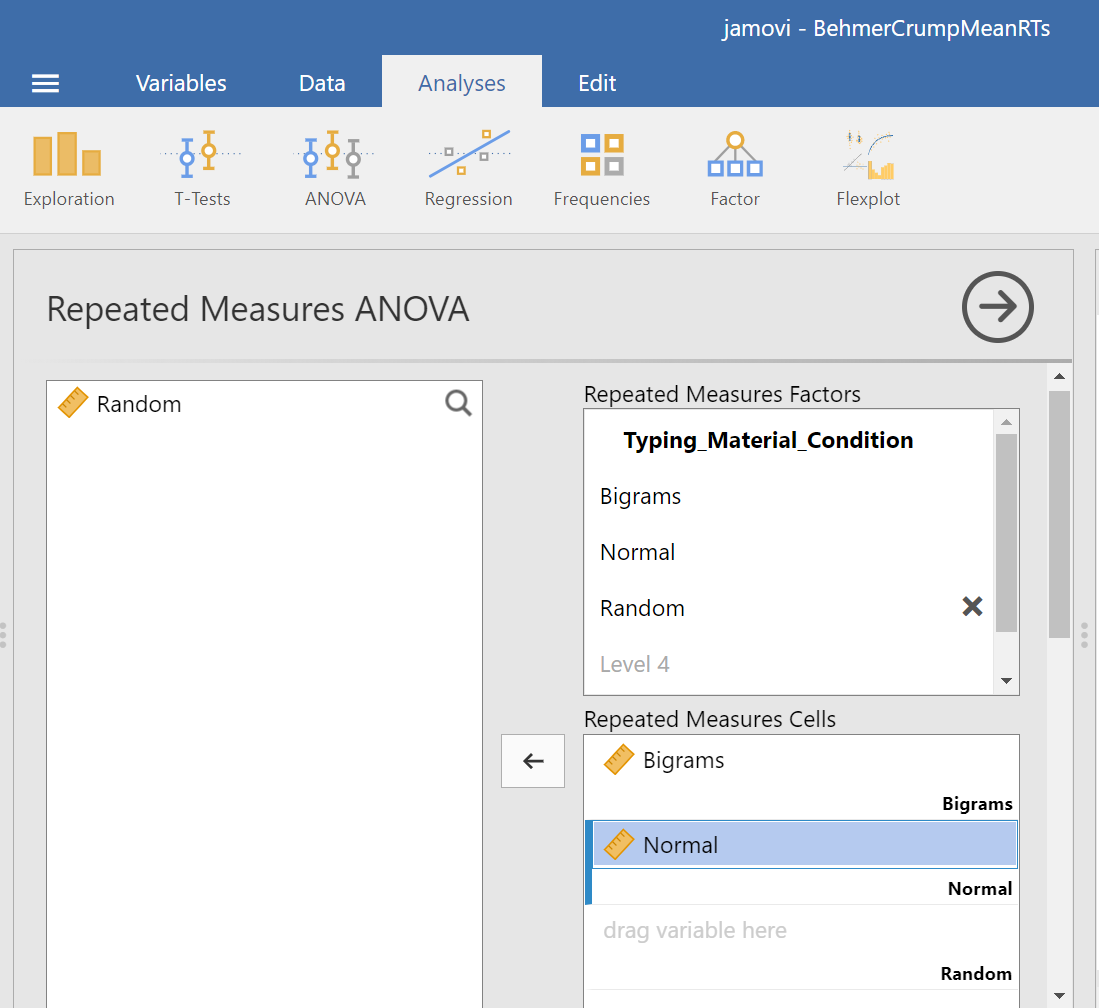 jamovi - BehmerCrumpMeanRTs
Variables Data Analyses Edit
Exploration T-Tests ANOVA Regression Frequencies Factor Flexplot
Repeated Measures ANOVA
Random
Repeated Measures Factors
Typing_Material_Condition
Bigrams
Normal
Random
Level 4
Repeated Measures Cells
Bigrams
Bigrams
Normal
Normal
drag variable here
Random